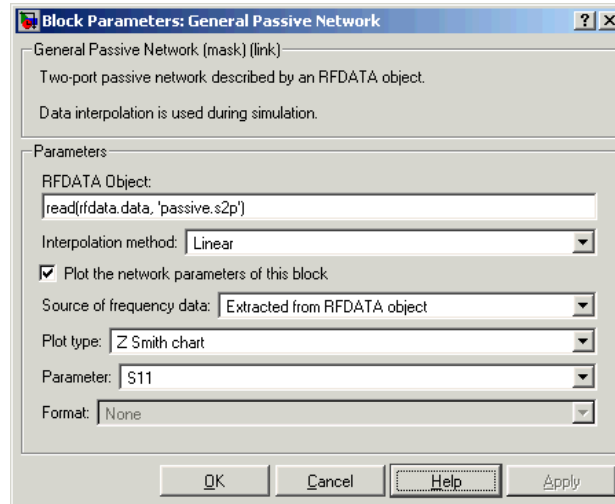 Block Parameters: General Passive Network
General Passive Network (mask) (link)
Two-port passive network described by an RFDATA object.
Data interpolation is used during simulation.
Parameters
RFDATA Object:
read(rfdata.data, 'passive.s2p')
Interpolation method: Linear
Plot the network parameters of this block
Source of frequency data: Extracted from RFDATA object
Plot type: Z Smith chart
Parameter: S11
Format: None
OK Cancel Help Apply